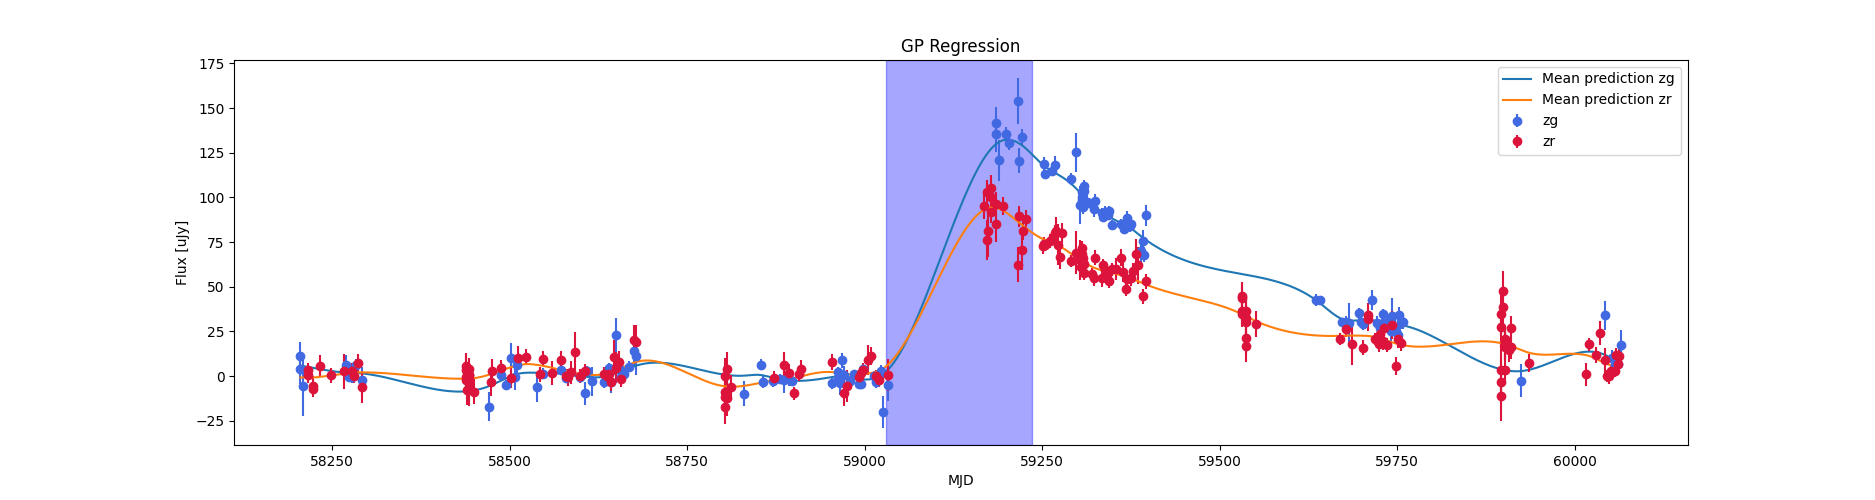 GP Regression
175
150
125
100
75
50
25
0
−25
Flux [uJy]
58250 58500 58750 59000 59250 59500 59750 60000
MJD
Mean prediction zg
Mean prediction zr
zg
zr